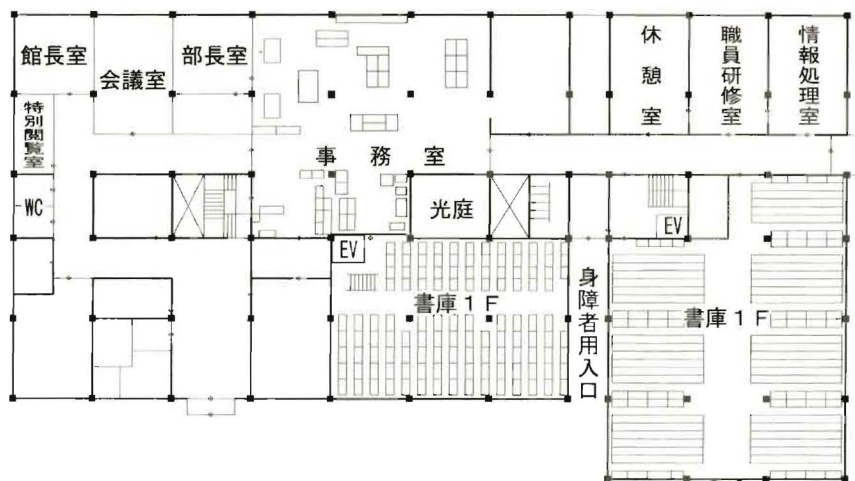 館長室
会議室
部長室
休憩室
職員研修室
情報処理室
特別閲覧室
事務室
WC
光庭
EV
EV
書庫1F
身障者用入口
書庫1F